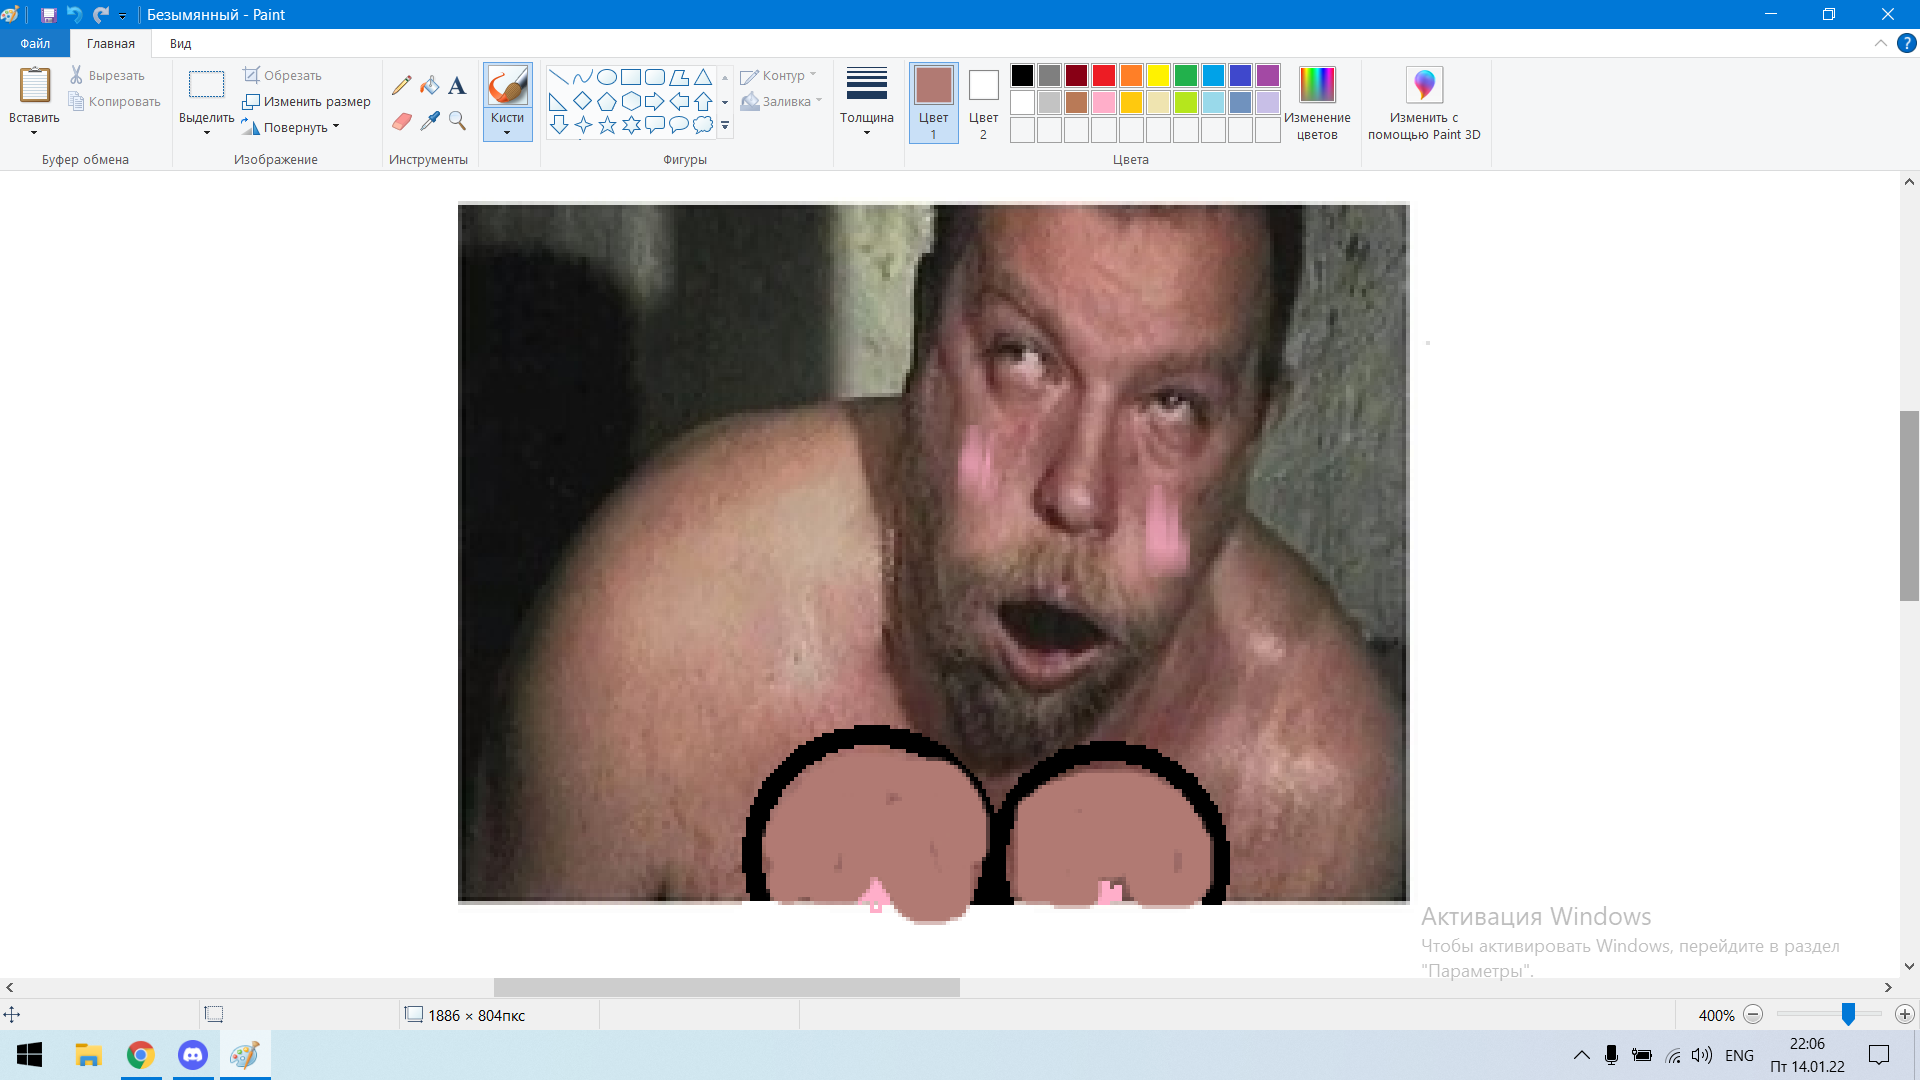 Безымянный - Paint
Файл
Главная
Вид
Вставить
Вырезать
Копировать
Буфер обмена
Выделить
Обрезать
Изменить размер
Повернуть
Изображение
A
Инструменты
Кисти
Контур
Заливка
Фигуры
Толщина
Цвет
1
Цвет
2
Изменение
цветов
Цвета
Изменить с
помощью Paint 3D
?
Активация Windows
Чтобы активировать Windows, перейдите в раздел
"Параметры".
1886 × 804пкс
400%
ENG
22:06
Пт 14.01.22